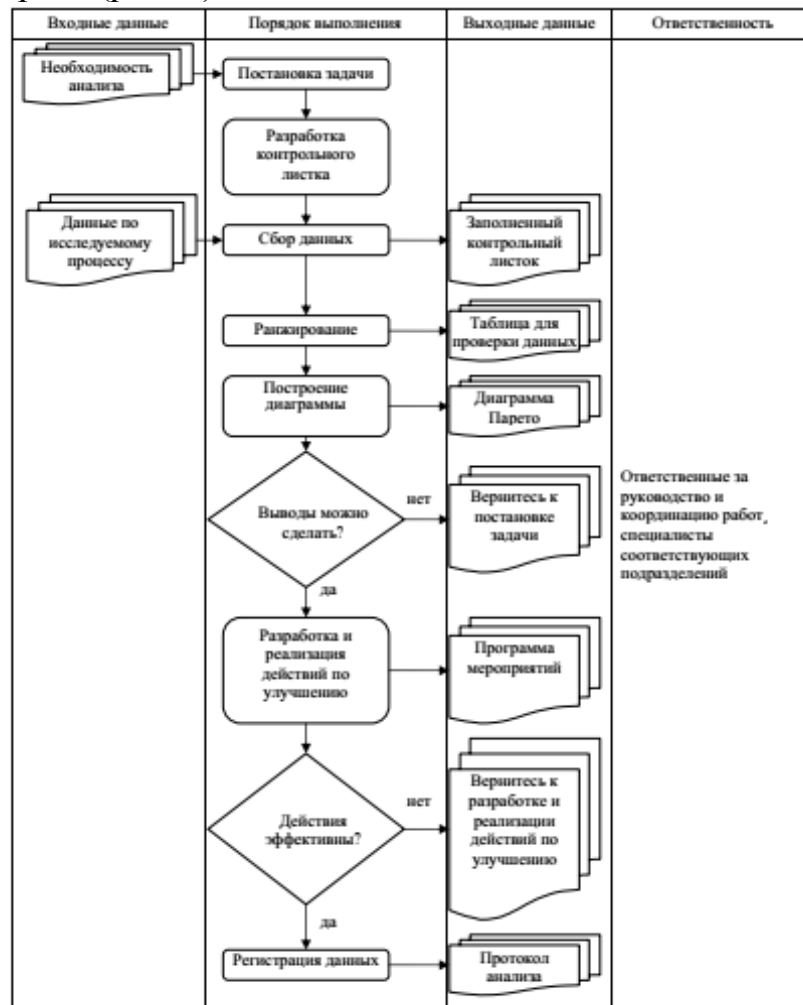 Входные данные
Порядок выполнения
Выходные данные
Ответственность
Необходимость
анализа
Постановка задачи
Разработка
контрольного
листка
Данные по
исследуемому
процессу
Сбор данных
Заполненный
контрольный
листок
Ранжирование
Таблица для
проверки данных
Построение
диаграммы
Диаграмма
Парето
Выводы можно
сделать?
нет
Вернитесь к
постановке
задачи
Ответственные за
руководство и
координацию работ,
специалисты
соответствующих
подразделений
да
Разработка и
реализация
действий по
улучшению
Программа
мероприятий
Действия
эффективны?
нет
Вернитесь к
разработке и
реализации
действий по
улучшению
да
Регистрация данных
Протокол
анализа